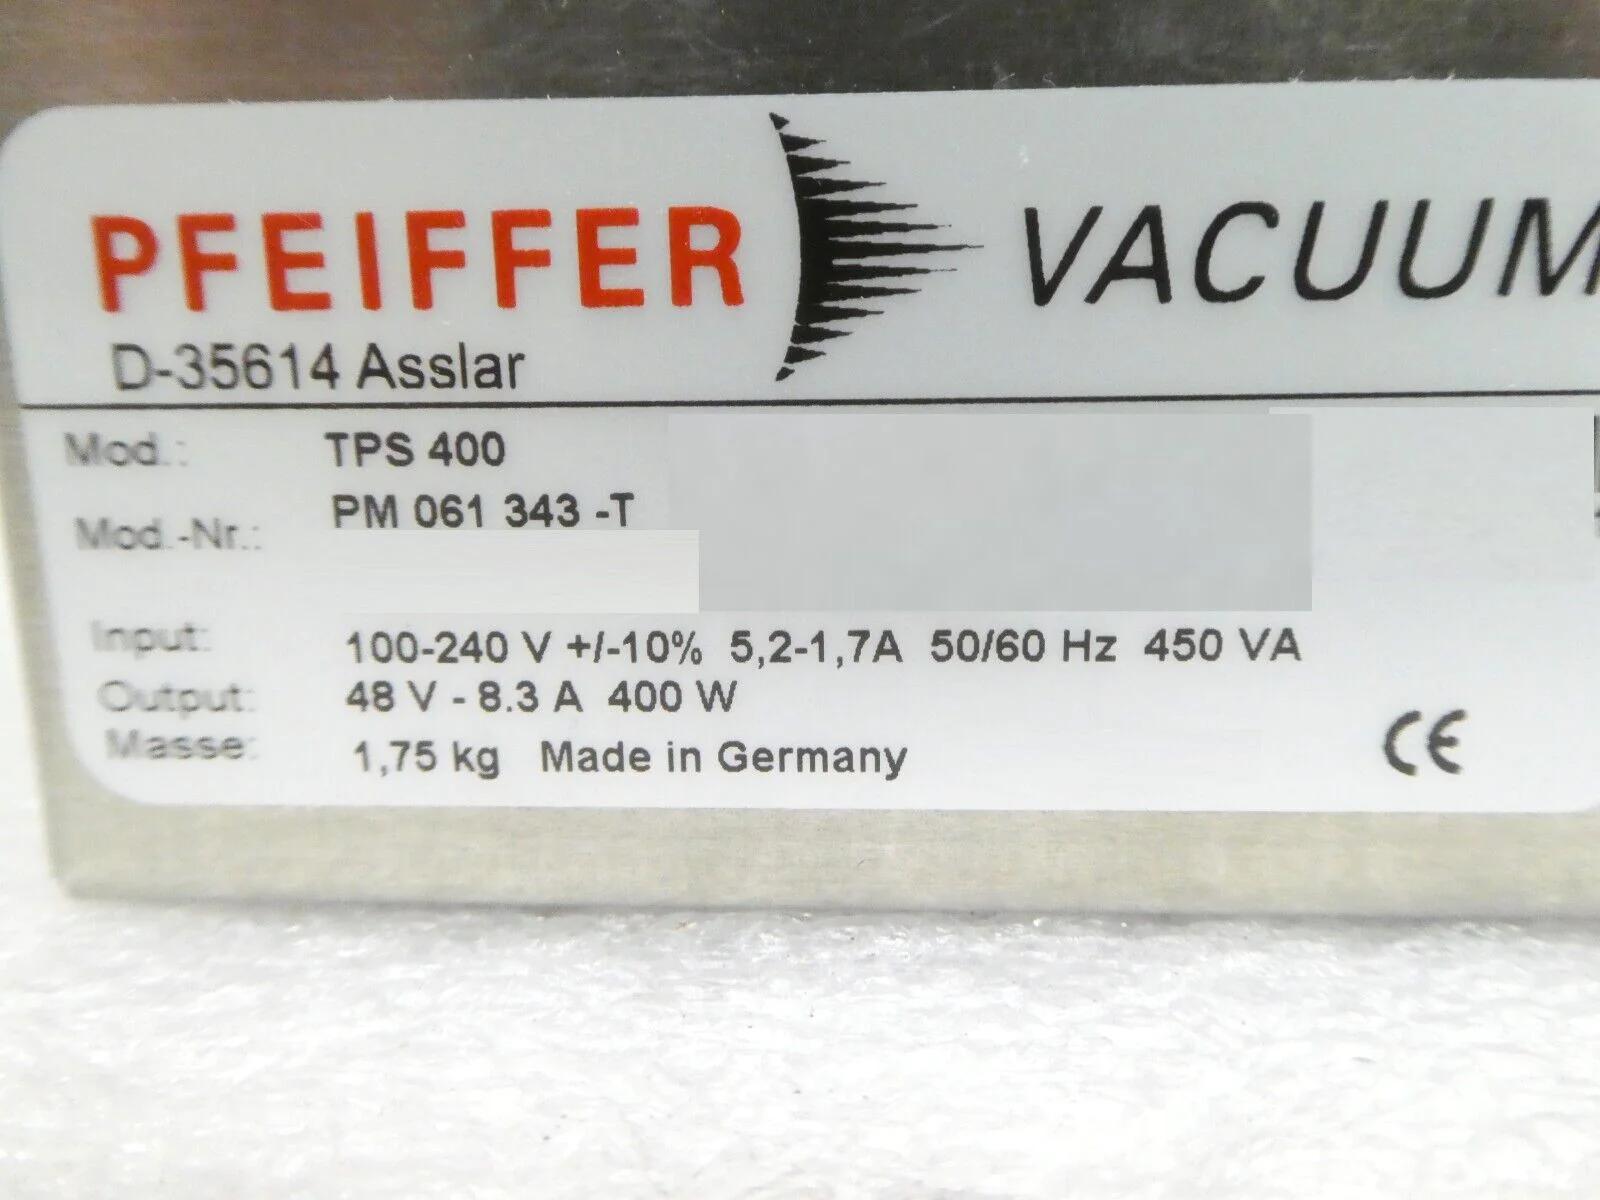 PFEIFFER VACUUM
D-35614 Asslar
Mod.: TPS 400
Mod.-Nr.: PM 061 343 -T
Input: 100-240 V +/-10% 5,2-1,7A 50/60 Hz 450 VA
Output: 48 V - 8.3 A 400 W
Masse: 1,75 kg Made in Germany
CE